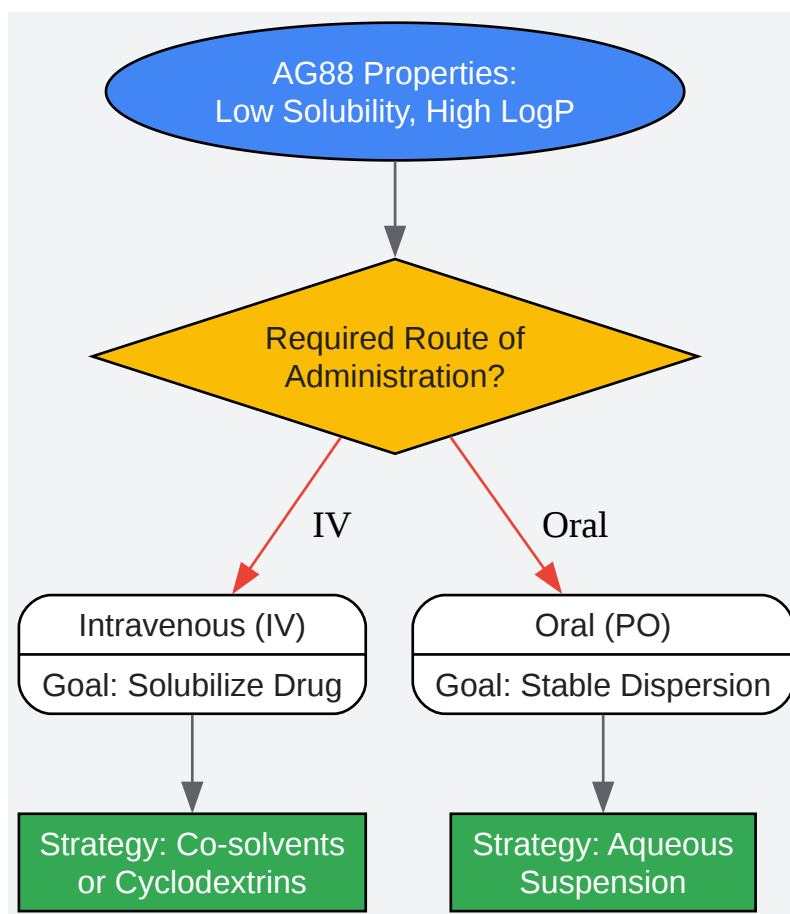 AG88 Properties:
Low Solubility, High LogP
Required Route of
Administration?
IV
Oral
Intravenous (IV)
Goal: Solubilize Drug
Oral (PO)
Goal: Stable Dispersion
Strategy: Co-solvents
or Cyclodextrins
Strategy: Aqueous
Suspension